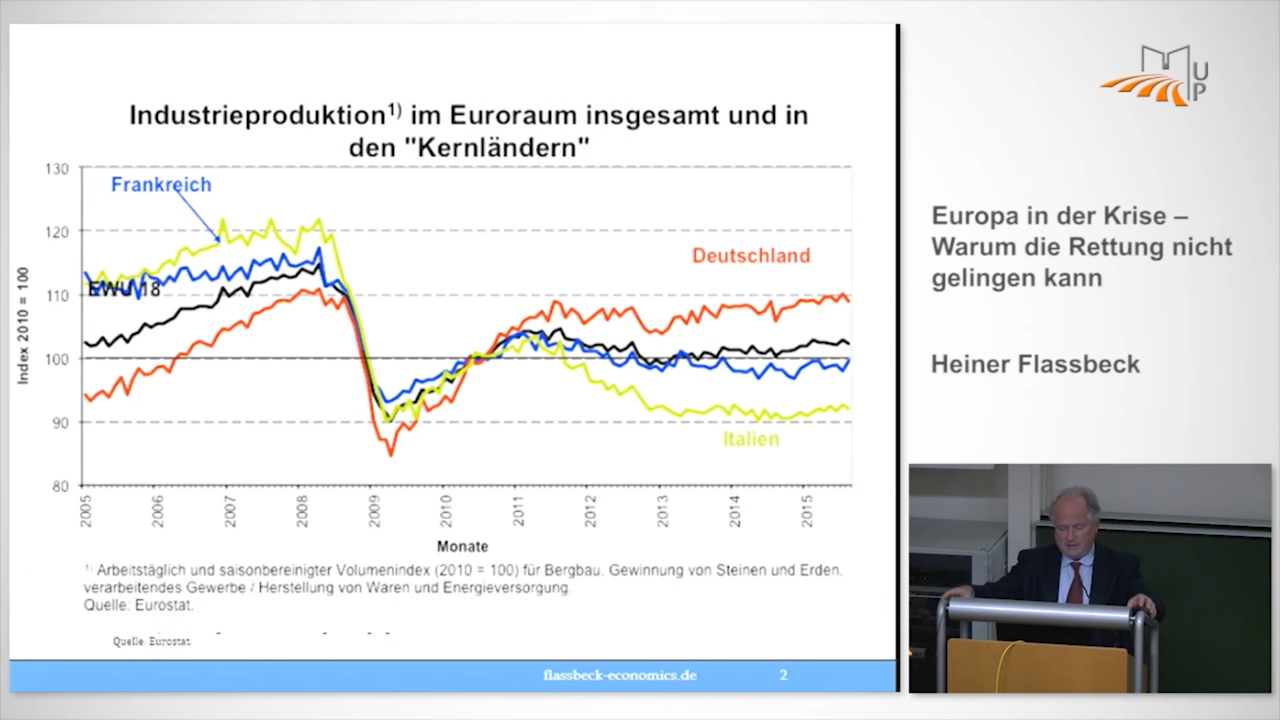 Industrieproduktion1) im Euroraum insgesamt und in
den "Kernländern"
130
120
110
100
90
80
Index 2010 = 100
Frankreich
EWU 18
Deutschland
Italien
2005
2006
2007
2008
2009
2010
2011
2012
2013
2014
2015
Monate
1) Arbeitstäglich und saisonbereinigter Volumenindex (2010 = 100) für Bergbau, Gewinnung von Steinen und Erden,
verarbeitendes Gewerbe / Herstellung von Waren und Energieversorgung.
Quelle: Eurostat.
Quelle: Eurostat
flassbeck-economics.de 2
UP
Europa in der Krise –
Warum die Rettung nicht
gelingen kann
Heiner Flassbeck